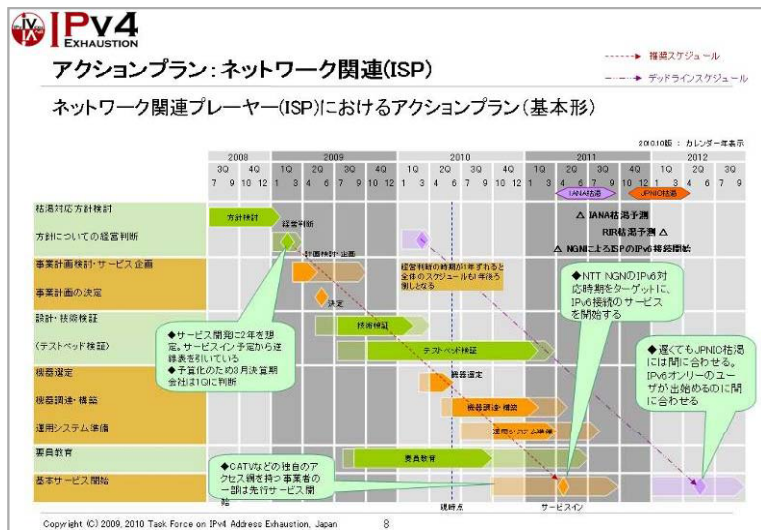 IPv4
EXHAUSTION
アクションプラン：ネットワーク関連(ISP)
推奨スケジュール
デッドラインスケジュール
ネットワーク関連プレーヤー(ISP)におけるアクションプラン（基本形）
2010.10版 ： カレンダー年表示
2008 2009 2010 2011 2012
3Q 4Q 1Q 2Q 3Q 4Q 1Q 2Q 3Q 4Q 1Q 2Q 3Q 4Q 1Q 2Q 3Q
7 9 10 12 1 3 4 6 7 9 10 12 1 3 4 6 7 9 10 12 1 3 4 6 7 9 10 12 1 3 4 6 7 9
IANA枯渇 JPNIC枯渇
枯渇対応方針検討
方針検討
経営判断
△ IANA枯渇予測
方針についての経営判断
RIR枯渇予測 △
△ NGNによるISPのIPv6接続開始
計画検討・企画
事業計画検討・サービス企画
経営判断の時期が1年ずれると
全体のスケジュールも1年後ろ
倒しとなる
事業計画の決定
決定
◆NTT NGNのIPv6対
応時期をターゲットに、
IPv6接続のサービス
を開始する
設計・技術検証
技術検証
(テストベッド検証)
テストベッド検証
◆サービス開発に2年を想
定。サービスイン予定から逆
線表を引いている
◆予算化のため3月決算期
会社は1Qに判断
◆遅くてもJPNIC枯渇
には間に合わせる。
IPv6オンリーのユー
ザが出始めるのに間
に合わせる
機器選定
機器選定
機器調達・構築
機器調達・構築
運用システム準備
運用システム準備
要員教育
要員教育
◆CATVなどの独自のアク
セス網を持つ事業者の
一部は先行サービス開
始
基本サービス開始
現時点
サービスイン
Copyright (C) 2009, 2010 Task Force on IPv4 Address Exhaustion, Japan
8